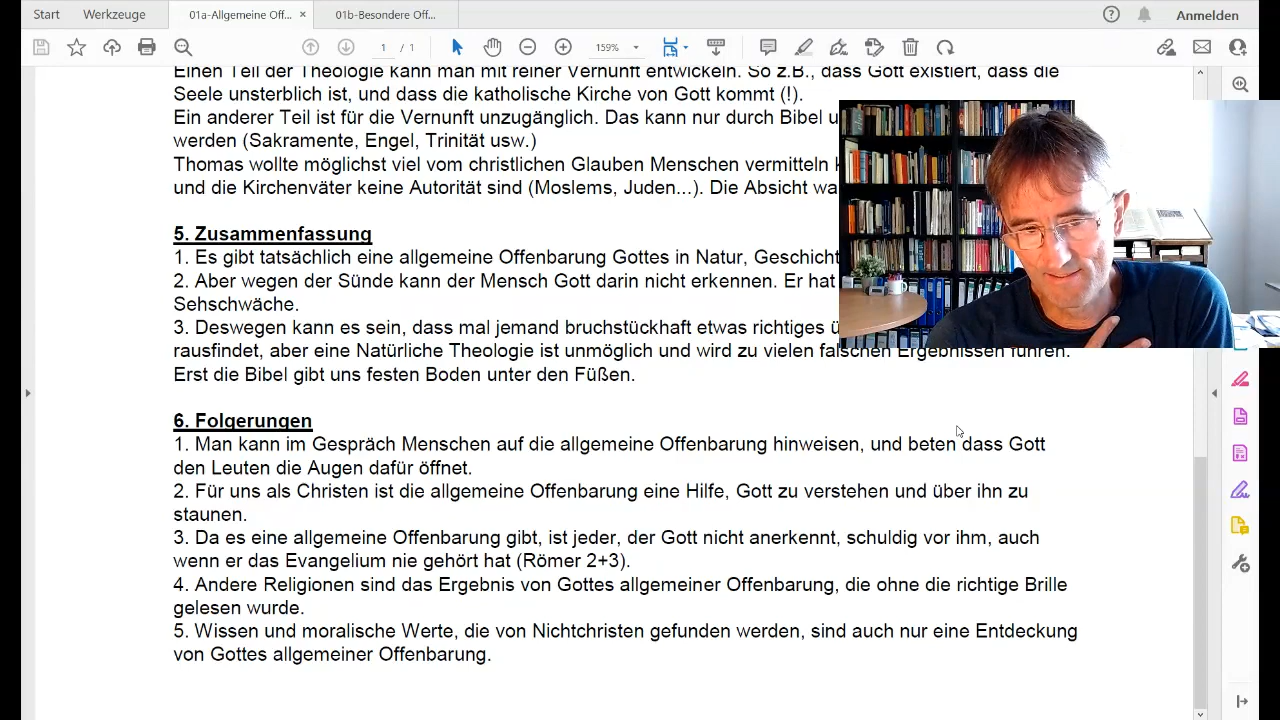 Start Werkzeuge 01a-Allgemeine Off... × 01b-Besondere Off... Anmelden
1 / 1 159%
Einen Teil der Theologie kann man mit reiner Vernunft entwickeln. So z.B., dass Gott existiert, dass die
Seele unsterblich ist, und dass die katholische Kirche von Gott kommt (!).
Ein anderer Teil ist für die Vernunft unzugänglich. Das kann nur durch Bibel
werden (Sakramente, Engel, Trinität usw.)
Thomas wollte möglichst viel vom christlichen Glauben Menschen vermitteln
und die Kirchenväter keine Autorität sind (Moslems, Juden...). Die Absicht
5. Zusammenfassung
1. Es gibt tatsächlich eine allgemeine Offenbarung Gottes in Natur, Geschicht
2. Aber wegen der Sünde kann der Mensch Gott darin nicht erkennen. Er hat
Sehschwäche.
3. Deswegen kann es sein, dass mal jemand bruchstückhaft etwas richtiges
rausfindet, aber eine Natürliche Theologie ist unmöglich und wird zu vielen falschen Ergebnissen führen.
Erst die Bibel gibt uns festen Boden unter den Füßen.
6. Folgerungen
1. Man kann im Gespräch Menschen auf die allgemeine Offenbarung hinweisen, und beten dass Gott
den Leuten die Augen dafür öffnet.
2. Für uns als Christen ist die allgemeine Offenbarung eine Hilfe, Gott zu verstehen und über ihn zu
staunen.
3. Da es eine allgemeine Offenbarung gibt, ist jeder, der Gott nicht anerkennt, schuldig vor ihm, auch
wenn er das Evangelium nie gehört hat (Römer 2+3).
4. Andere Religionen sind das Ergebnis von Gottes allgemeiner Offenbarung, die ohne die richtige Brille
gelesen wurde.
5. Wissen und moralische Werte, die von Nichtchristen gefunden werden, sind auch nur eine Entdeckung
von Gottes allgemeiner Offenbarung.